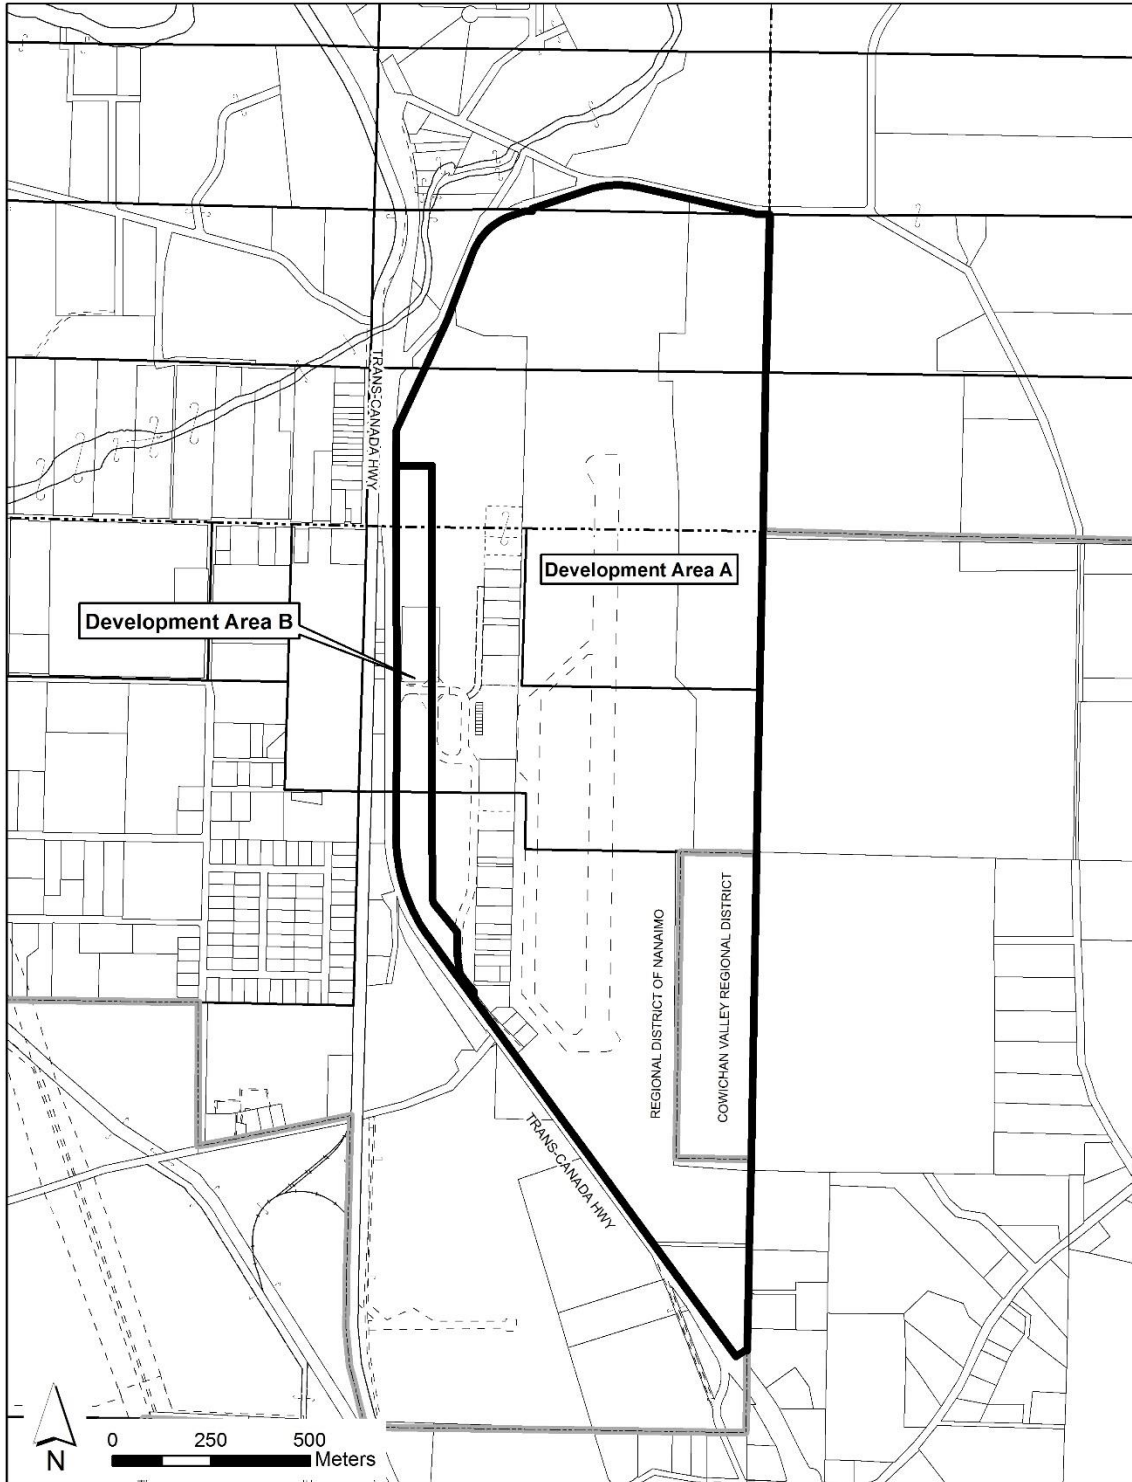 TRANS-CANADA HWY
Development Area A
Development Area B
REGIONAL DISTRICT OF NANAIMO
COWICHAN VALLEY REGIONAL DISTRICT
TRANS-CANADA HWY
N
0 250 500
Meters